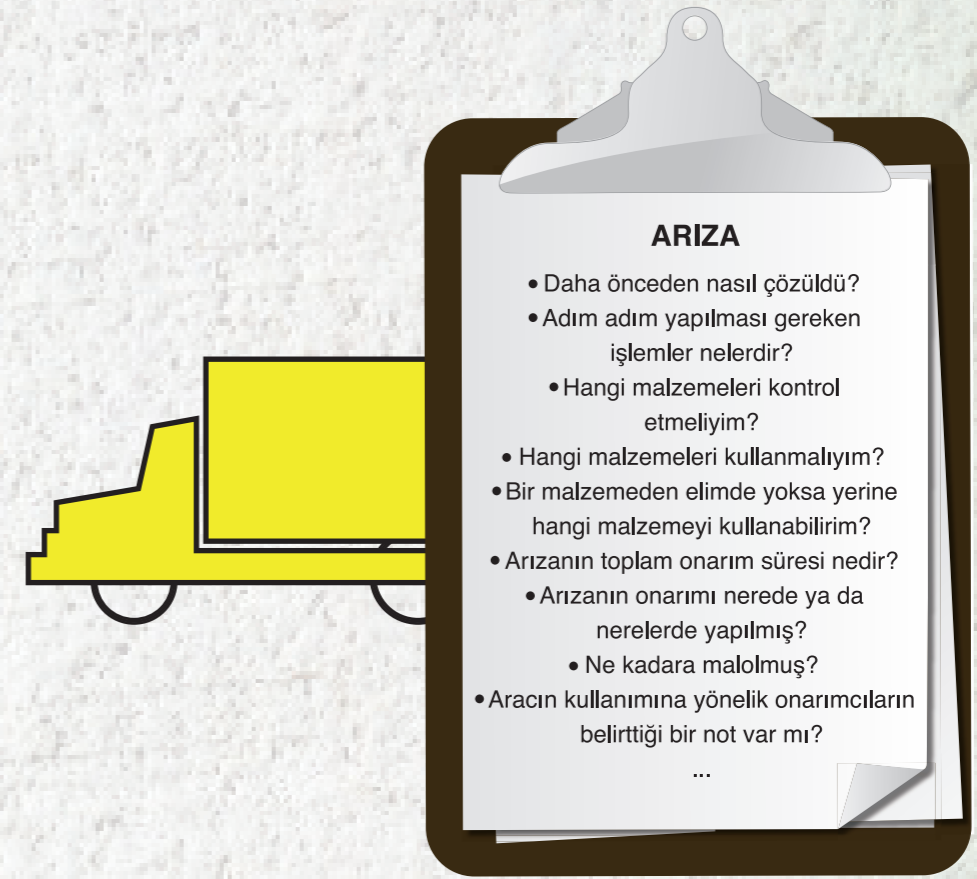 ARIZA
• Daha önceden nasıl çözüldü?
• Adım adım yapılması gereken
işlemler nelerdir?
• Hangi malzemeleri kontrol
etmeliyim?
• Hangi malzemeleri kullanmalıyım?
• Bir malzemeden elimde yoksa yerine
hangi malzemeyi kullanabilirim?
• Arızanın toplam onarım süresi nedir?
• Arızanın onarımı nerede ya da
nerelerde yapılmış?
• Ne kadara malolmuş?
• Aracın kullanımına yönelik onarımcıların
belirttiği bir not var mı?
...